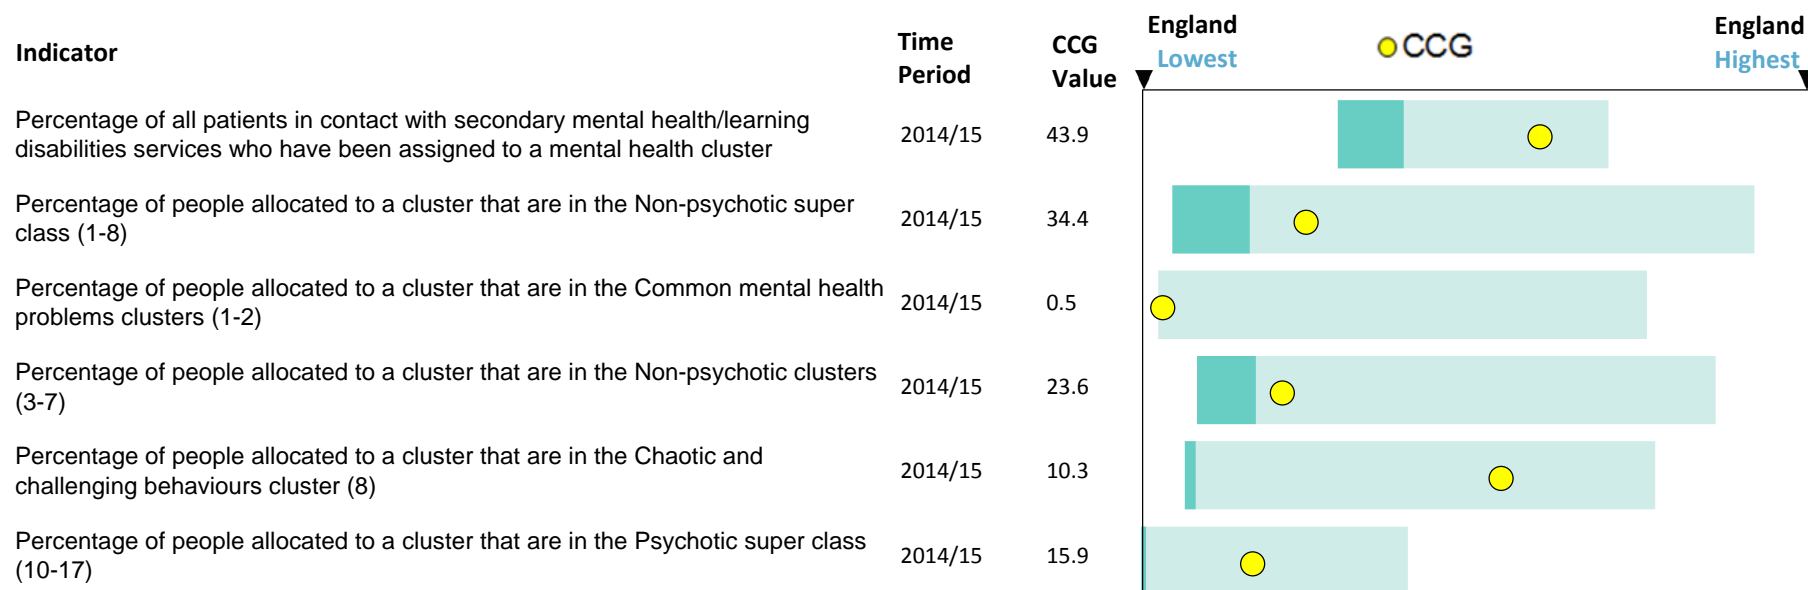 Indicator
Time
Period
CCG
Value
England
Lowest
CCG
England
Highest
Percentage of all patients in contact with secondary mental health/learning
disabilities services who have been assigned to a mental health cluster
2014/15
43.9
Percentage of people allocated to a cluster that are in the Non-psychotic super
class (1-8)
2014/15
34.4
Percentage of people allocated to a cluster that are in the Common mental health
problems clusters (1-2)
2014/15
0.5
Percentage of people allocated to a cluster that are in the Non-psychotic clusters
(3-7)
2014/15
23.6
Percentage of people allocated to a cluster that are in the Chaotic and
challenging behaviours cluster (8)
2014/15
10.3
Percentage of people allocated to a cluster that are in the Psychotic super class
(10-17)
2014/15
15.9